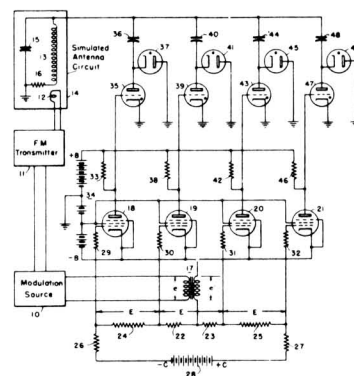 36
40
44
48
15
13
16
12
14
Simulated
Antenna
Circuit
37
41
45
35
39
43
47
FM
Transmitter
11
+B
33
34
-B
38
42
46
18
19
20
21
29
30
31
32
Modulation
Source
10
17
e
e
E
E
E
24
22
23
25
26
27
-C
+C
28